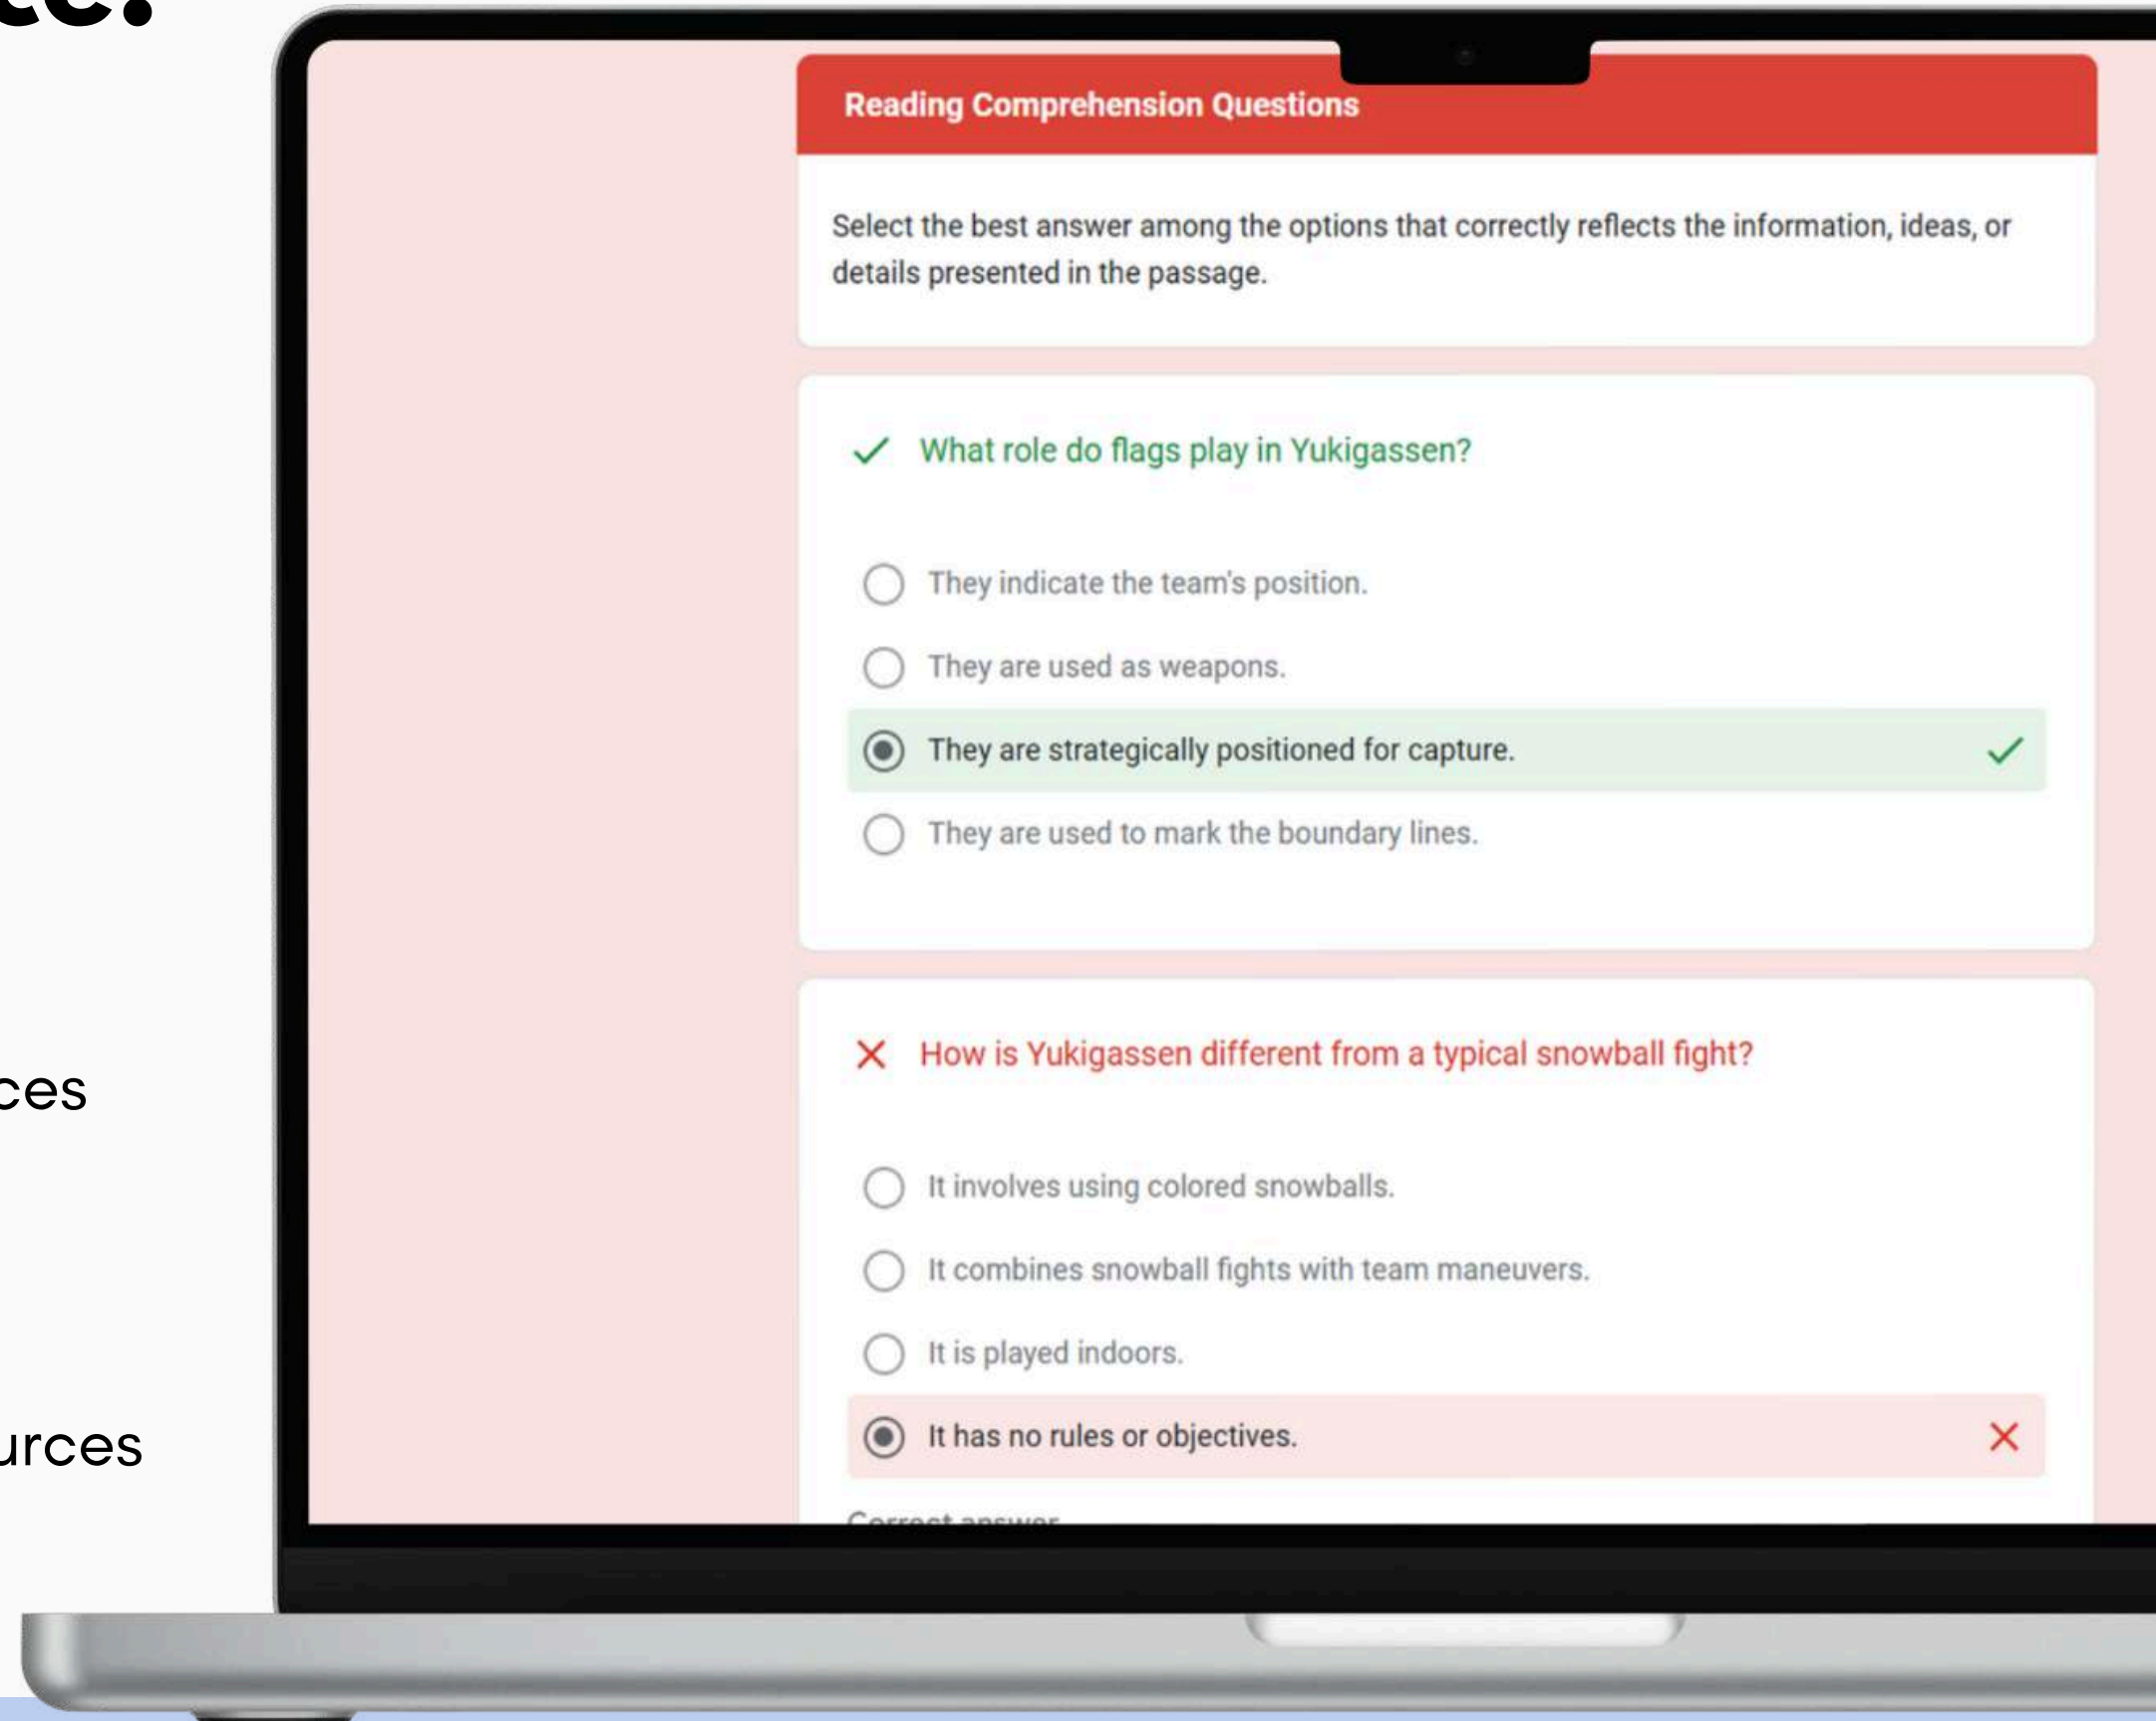 Reading Comprehension Questions
Select the best answer among the options that correctly reflects the information, ideas, or
details presented in the passage.
What role do flags play in Yukigassen?
They indicate the team's position.
They are used as weapons.
They are strategically positioned for capture.
They are used to mark the boundary lines.
How is Yukigassen different from a typical snowball fight?
It involves using colored snowballs.
It combines snowball fights with team maneuvers.
It is played indoors.
It has no rules or objectives.
Correct answer